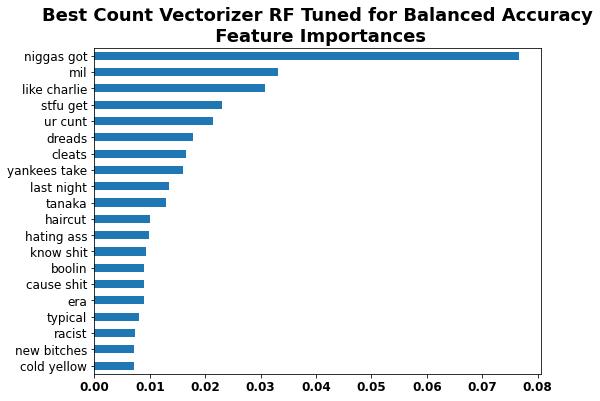 Best Count Vectorizer RF Tuned for Balanced Accuracy
Feature Importances
niggas got
mil
like charlie
stfu get
ur cunt
dreads
cleats
yankees take
last night
tanaka
haircut
hating ass
know shit
boolin
cause shit
era
typical
racist
new bitches
cold yellow
0.00 0.01 0.02 0.03 0.04 0.05 0.06 0.07 0.08